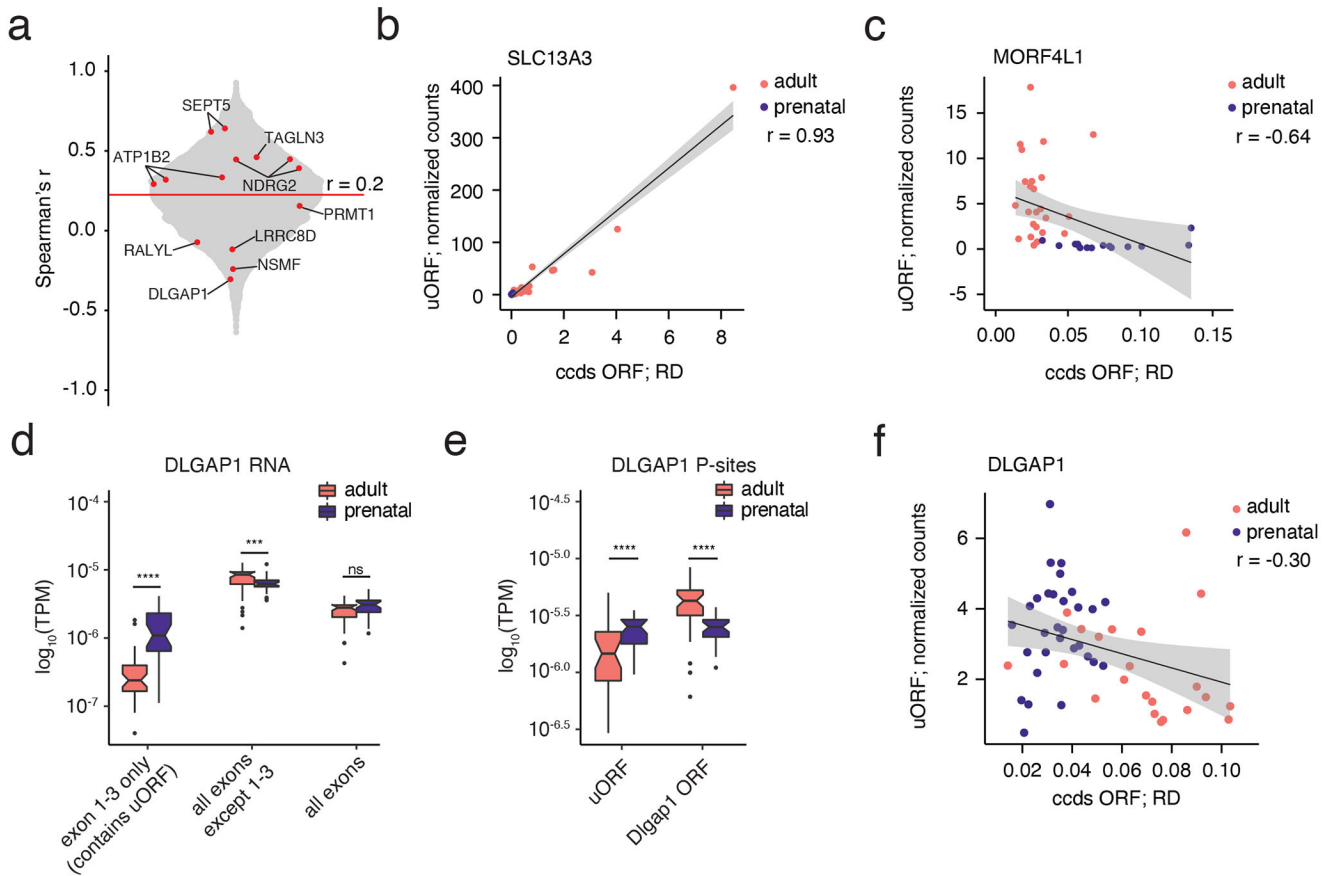 a
1.0
0.5
0.0
-0.5
-1.0
Spearman's r
SEPT5
TAGLN3
ATP1B2
NDRG2
r = 0.2
PRMT1
LRRC8D
RALYL
NSMF
DLGAP1
b
SLC13A3
400
300
200
100
0
uORF; normalized counts
0 2 4 6 8
ccds ORF; RD
adult
prenatal
r = 0.93
c
MORF4L1
15
10
5
0
-5
uORF; normalized counts
0.00 0.05 0.10 0.15
ccds ORF; RD
adult
prenatal
r = -0.64
d
DLGAP1 RNA
adult
prenatal
10-4
10-5
10-6
10-7
log10(TPM)
****
***
ns
exon 1-3 only
(contains uORF)
all exons
except 1-3
all exons
e
DLGAP1 P-sites
adult
prenatal
10-4.5
10-5.0
10-5.5
10-6.0
10-6.5
log10(TPM)
****
****
uORF
Dlgap1 ORF
f
DLGAP1
6
4
2
uORF; normalized counts
0.02 0.04 0.06 0.08 0.10
ccds ORF; RD
adult
prenatal
r = -0.30